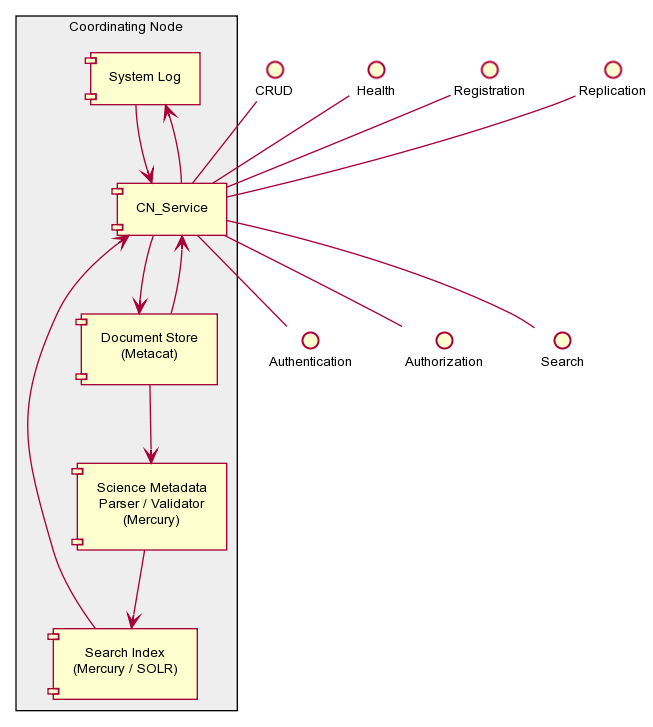 Coordinating Node
System Log
CRUD
Health
Registration
Replication
CN_Service
Document Store
(Metacat)
Authentication
Authorization
Search
Science Metadata
Parser / Validator
(Mercury)
Search Index
(Mercury / SOLR)